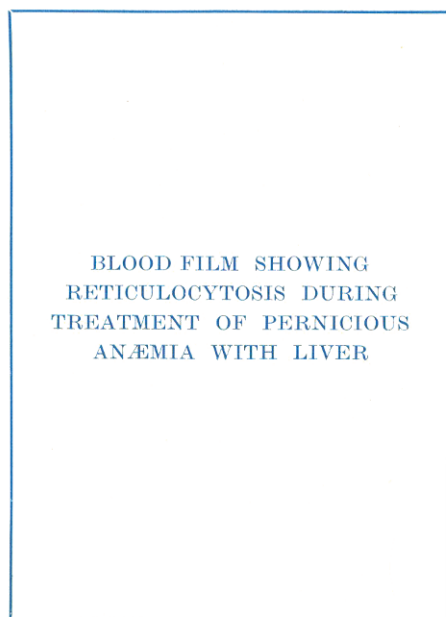 BLOOD FILM SHOWING
RETICULOCYTOSIS DURING
TREATMENT OF PERNICIOUS
ANÆMIA WITH LIVER